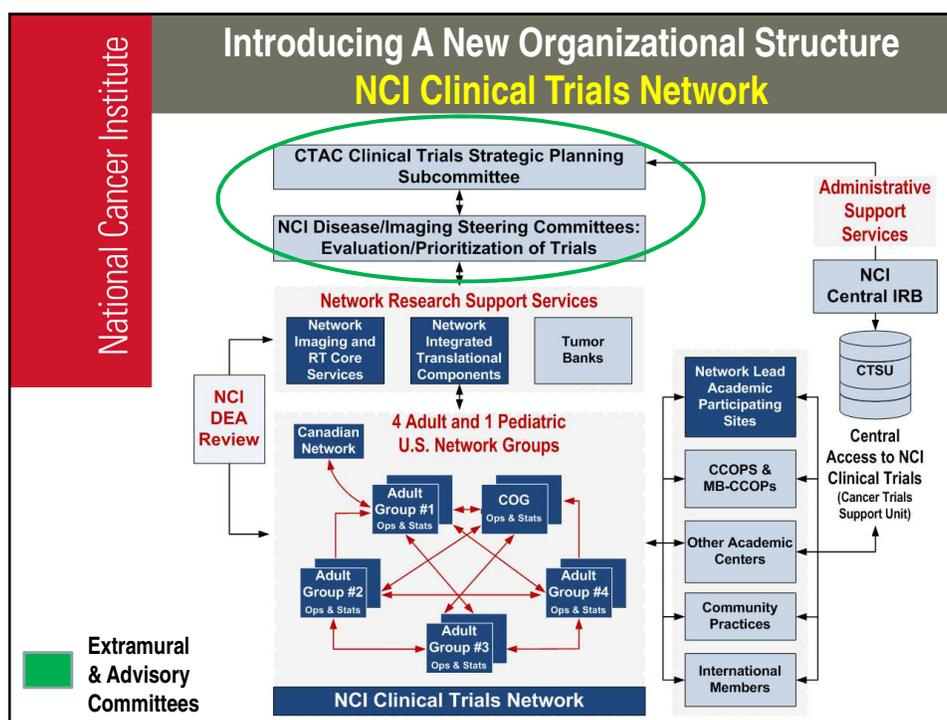 National Cancer Institute
Introducing A New Organizational Structure
NCI Clinical Trials Network
CTAC Clinical Trials Strategic Planning
Subcommittee
NCI Disease/Imaging Steering Committees:
Evaluation/Prioritization of Trials
Administrative
Support
Services
NCI
Central IRB
CTSU
Central
Access to NCI
Clinical Trials
(Cancer Trials
Support Unit)
Network Research Support Services
Network
Imaging and
RT Core
Services
Network
Integrated
Translational
Components
Tumor
Banks
NCI
DEA
Review
4 Adult and 1 Pediatric
U.S. Network Groups
Canadian
Network
Adult
Group #1
Ops & Stats
COG
Ops & Stats
Adult
Group #2
Ops & Stats
Adult
Group #4
Ops & Stats
Adult
Group #3
Ops & Stats
NCI Clinical Trials Network
Network Lead
Academic
Participating
Sites
CCOPS &
MB-CCOPs
Other Academic
Centers
Community
Practices
International
Members
Extramural
& Advisory
Committees